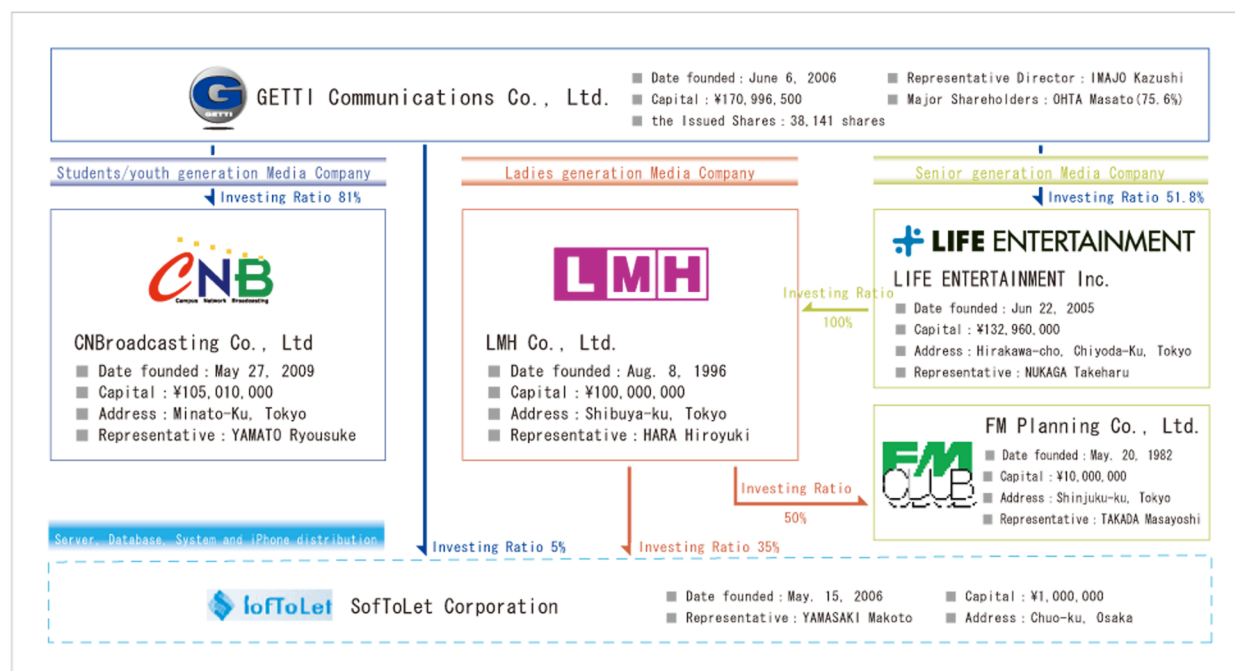 G
GETTI
GETTI Communications Co., Ltd.
Date founded : June 6, 2006
Capital : ¥170,996,500
the Issued Shares : 38,141 shares
Representative Director : IMAJO Kazushi
Major Shareholders : OHTA Masato(75.6%)
Students/youth generation Media Company
Ladies generation Media Company
Senior generation Media Company
Investing Ratio 81%
Investing Ratio 51.8%
CNB
Campus Network Broadcasting
CNBroadcasting Co., Ltd
Date founded : May 27, 2009
Capital : ¥105,010,000
Address : Minato-Ku, Tokyo
Representative : YAMATO Ryousuke
LMH
LMH Co., Ltd.
Date founded : Aug. 8, 1996
Capital : ¥100,000,000
Address : Shibuya-ku, Tokyo
Representative : HARA Hiroyuki
LIFE ENTERTAINMENT
LIFE ENTERTAINMENT Inc.
Date founded : Jun 22, 2005
Capital : ¥132,960,000
Address : Hirakawa-cho, Chiyoda-Ku, Tokyo
Representative : NUKAGA Takeharu
Investing Ratio
100%
FM CLUB
FM Planning Co., Ltd.
Date founded : May. 20, 1982
Capital : ¥10,000,000
Address : Shinjuku-ku, Tokyo
Representative : TAKADA Masayoshi
Investing Ratio
50%
Server, Database, System and iPhone distribution
Investing Ratio 5%
Investing Ratio 35%
SofToLet
SofToLet Corporation
Date founded : May. 15, 2006
Representative : YAMASAKI Makoto
Capital : ¥1,000,000
Address : Chuo-ku, Osaka